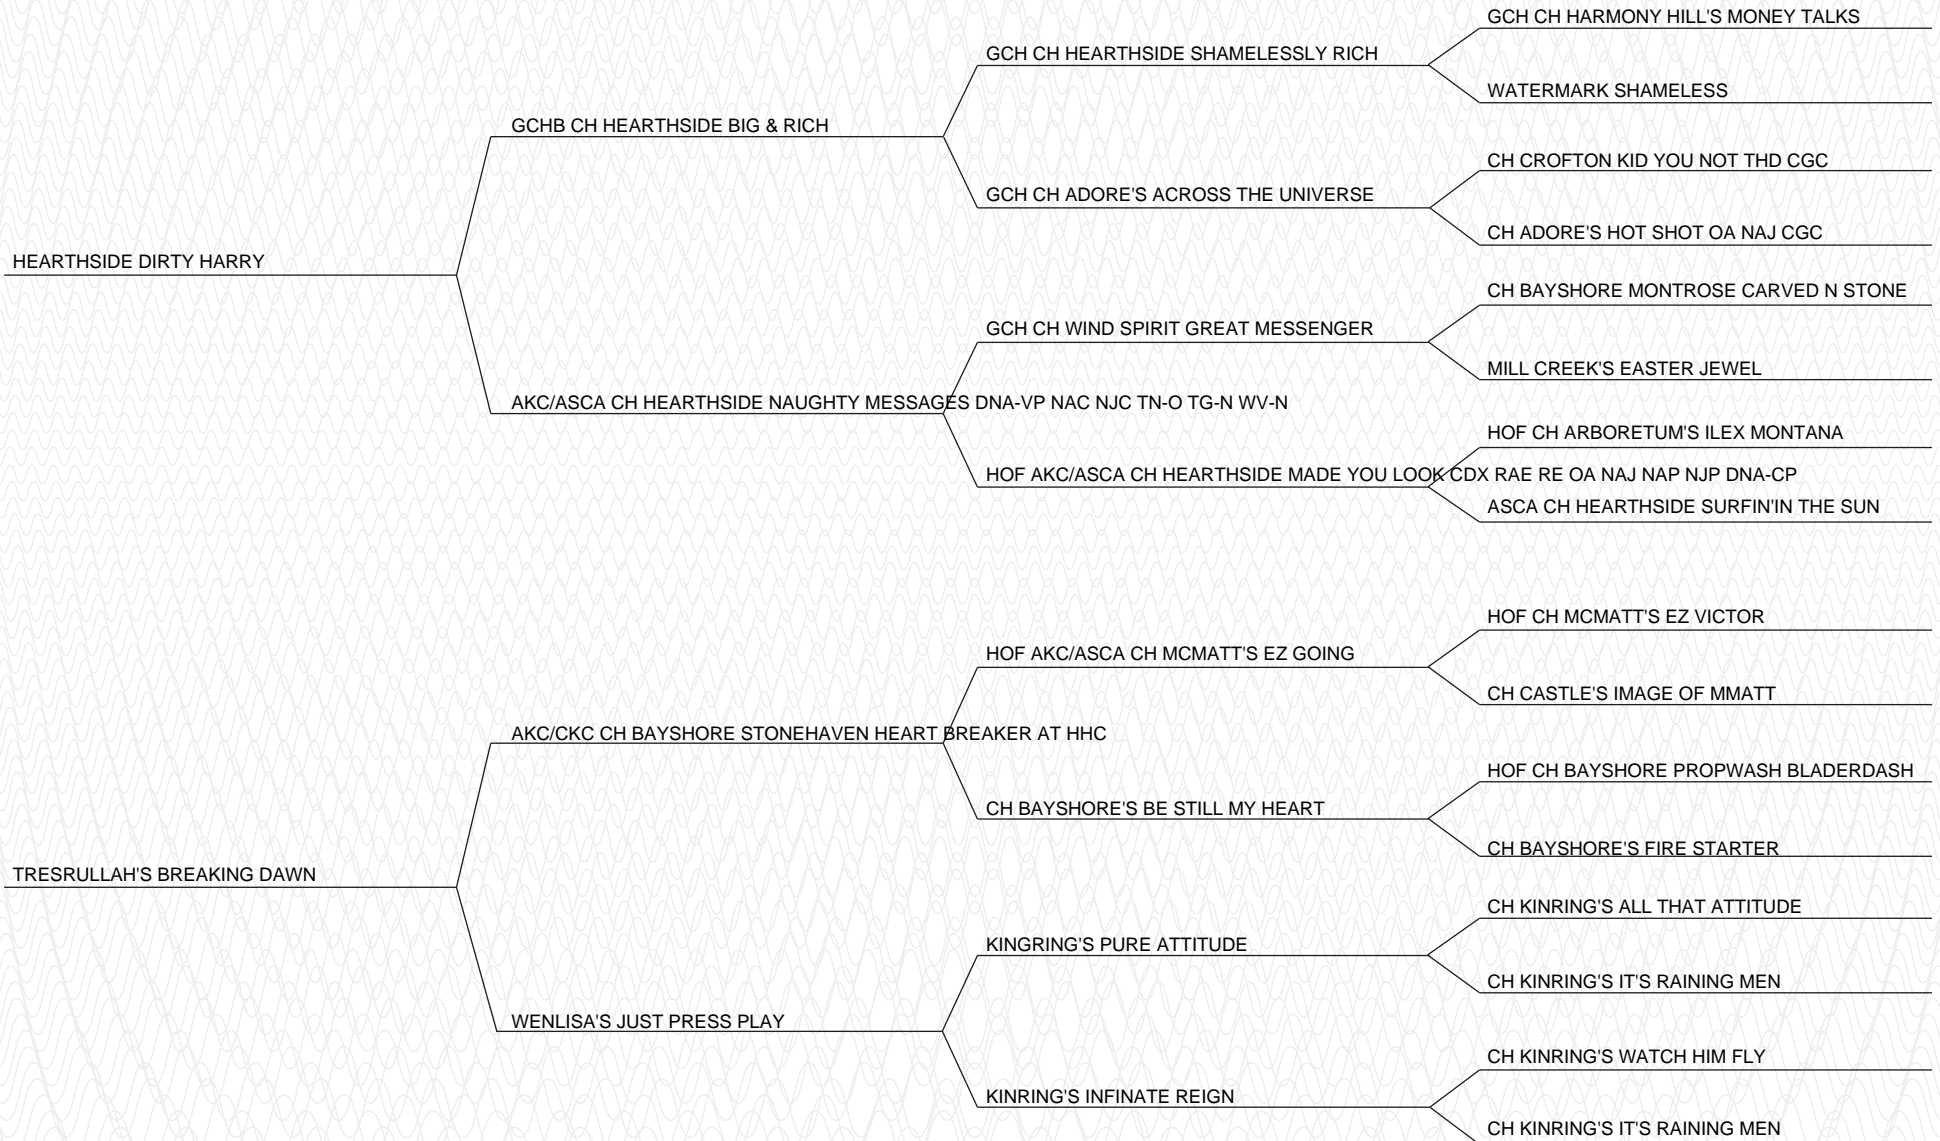 GCH CH HARMONY HILL'S MONEY TALKS
GCH CH HEARTHSIDE SHAMELESSLY RICH
WATERMARK SHAMELESS
GCHB CH HEARTHSIDE BIG & RICH
CH CROFTON KID YOU NOT THD CGC
GCH CH ADORE'S ACROSS THE UNIVERSE
CH ADORE'S HOT SHOT OA NAJ CGC
HEARTHSIDE DIRTY HARRY
CH BAYSHORE MONTROSE CARVED N STONE
GCH CH WIND SPIRIT GREAT MESSENGER
MILL CREEK'S EASTER JEWEL
AKC/ASCA CH HEARTHSIDE NAUGHTY MESSAGES DNA-VP NAC NJC TN-O TG-N WV-N
HOF CH ARBORETUM'S ILEX MONTANA
HOF AKC/ASCA CH HEARTHSIDE MADE YOU LOOK CDX RAE RE OA NAJ NAP NJP DNA-CP
ASCA CH HEARTHSIDE SURFIN'IN THE SUN
HOF CH MCMATT'S EZ VICTOR
HOF AKC/ASCA CH MCMATT'S EZ GOING
CH CASTLE'S IMAGE OF MMATT
AKC/CKC CH BAYSHORE STONEHAVEN HEART BREAKER AT HHC
HOF CH BAYSHORE PROPWASH BLADERDASH
CH BAYSHORE'S BE STILL MY HEART
CH BAYSHORE'S FIRE STARTER
TRESRULLAH'S BREAKING DAWN
CH KINRING'S ALL THAT ATTITUDE
KINGRING'S PURE ATTITUDE
CH KINRING'S IT'S RAINING MEN
WENLISA'S JUST PRESS PLAY
CH KINRING'S WATCH HIM FLY
KINRING'S INFINATE REIGN
CH KINRING'S IT'S RAINING MEN